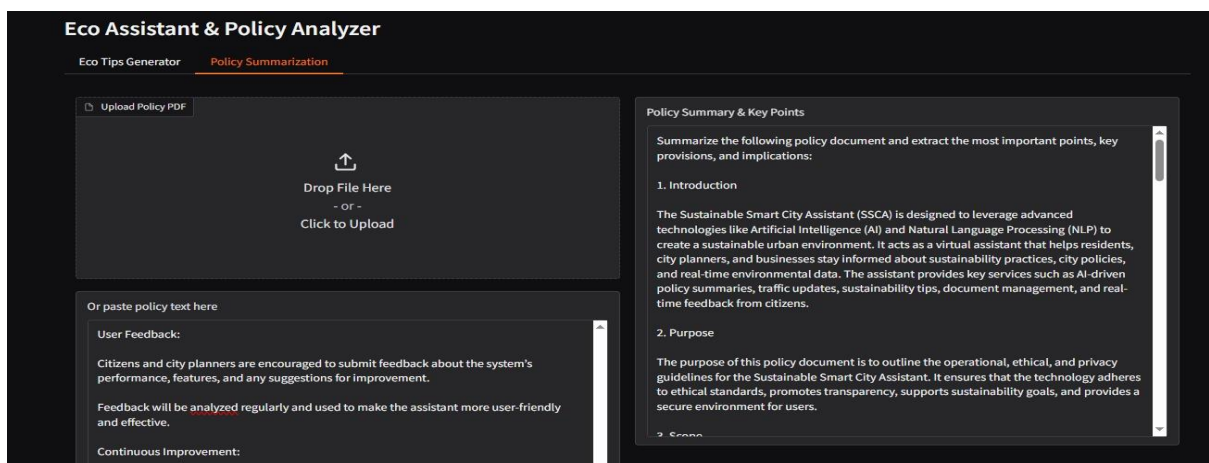 Eco Assistant & Policy Analyzer
Eco Tips Generator
Policy Summarization
Upload Policy PDF
Drop File Here
- or -
Click to Upload
Or paste policy text here
User Feedback:
Citizens and city planners are encouraged to submit feedback about the system's
performance, features, and any suggestions for improvement.
Feedback will be analyzed regularly and used to make the assistant more user-friendly
and effective.
Continuous Improvement:
Policy Summary & Key Points
Summarize the following policy document and extract the most important points, key
provisions, and implications:
1. Introduction
The Sustainable Smart City Assistant (SSCA) is designed to leverage advanced
technologies like Artificial Intelligence (AI) and Natural Language Processing (NLP) to
create a sustainable urban environment. It acts as a virtual assistant that helps residents,
city planners, and businesses stay informed about sustainability practices, city policies,
and real-time environmental data. The assistant provides key services such as AI-driven
policy summaries, traffic updates, sustainability tips, document management, and real-
time feedback from citizens.
2. Purpose
The purpose of this policy document is to outline the operational, ethical, and privacy
guidelines for the Sustainable Smart City Assistant. It ensures that the technology adheres
to ethical standards, promotes transparency, supports sustainability goals, and provides a
secure environment for users.
3. Scope